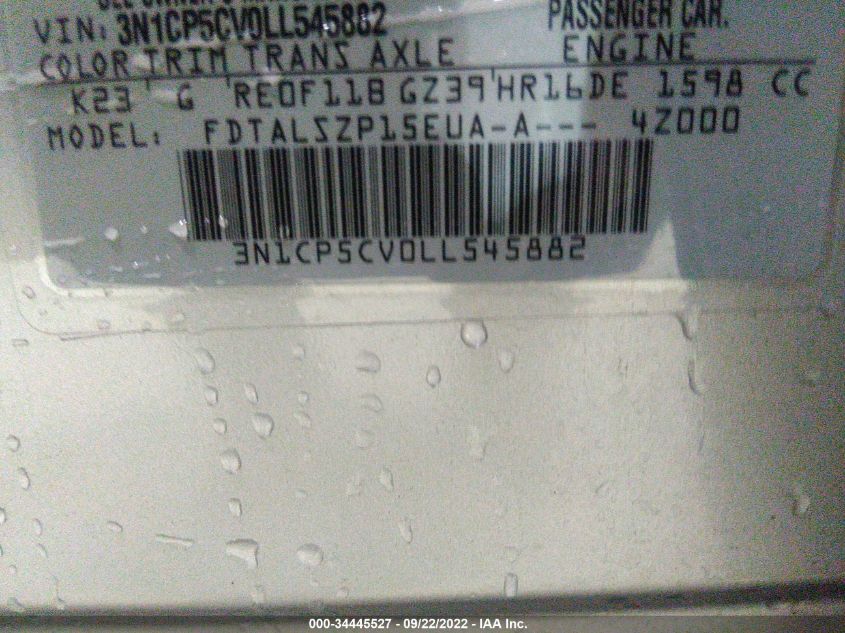 VIN: 3N1CP5CV0LL545882 PASSENGER CAR.
COLOR TRIM TRANS AXLE ENGINE
K23 G RE0F11B GZ39 HR16DE 1598 CC
MODEL: FDTALSZP15EUA-A--- 4Z000
3N1CP5CV0LL545882
000-34445527 - 09/22/2022 - IAA Inc.